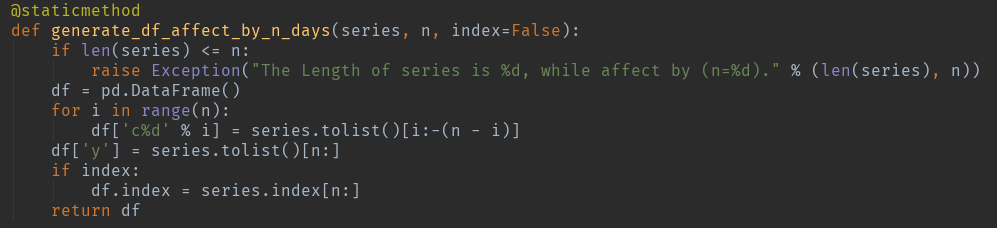 @staticmethod
def generate_df_affect_by_n_days(series, n, index=False):
    if len(series) <= n:
        raise Exception("The Length of series is %d, while affect by (n=%d)." % (len(series), n))
    df = pd.DataFrame()
    for i in range(n):
        df['c%d' % i] = series.tolist()[i:-(n - i)]
    df['y'] = series.tolist()[n:]
    if index:
        df.index = series.index[n:]
    return df